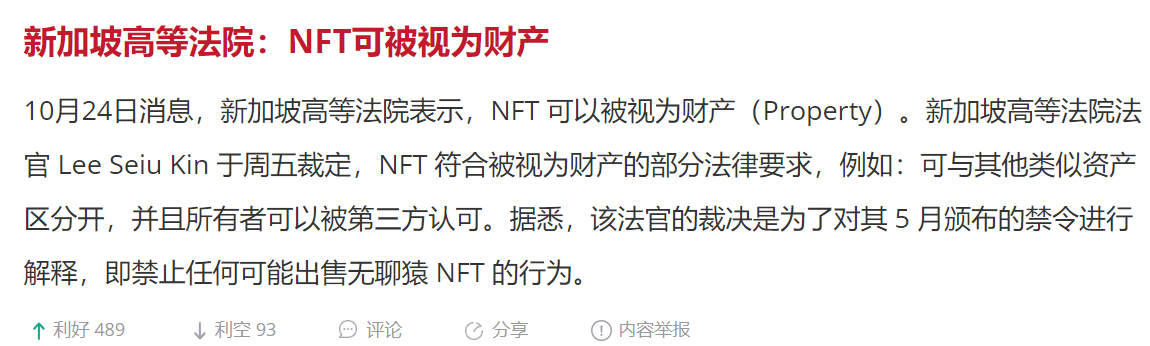 新加坡高等法院：NFT可被视为财产
10月24日消息，新加坡高等法院表示，NFT 可以被视为财产（Property）。新加坡高等法院法
官 Lee Seiu Kin 于周五裁定，NFT 符合被视为财产的部分法律要求，例如：可与其他类似资产
区分开，并且所有者可以被第三方认可。据悉，该法官的裁决是为了对其 5 月颁布的禁令进行
解释，即禁止任何可能出售无聊猿 NFT 的行为。
利好 489 利空 93 评论 分享 内容举报